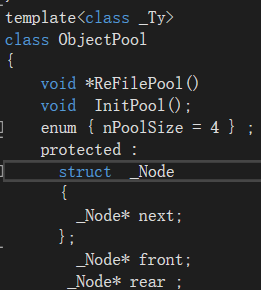 template<class _Ty>
class ObjectPool
{
void *ReFilePool()
void InitPool();
enum { nPoolSize = 4 } ;
protected :
struct _Node
{
_Node* next;
};
_Node* front;
_Node* rear ;